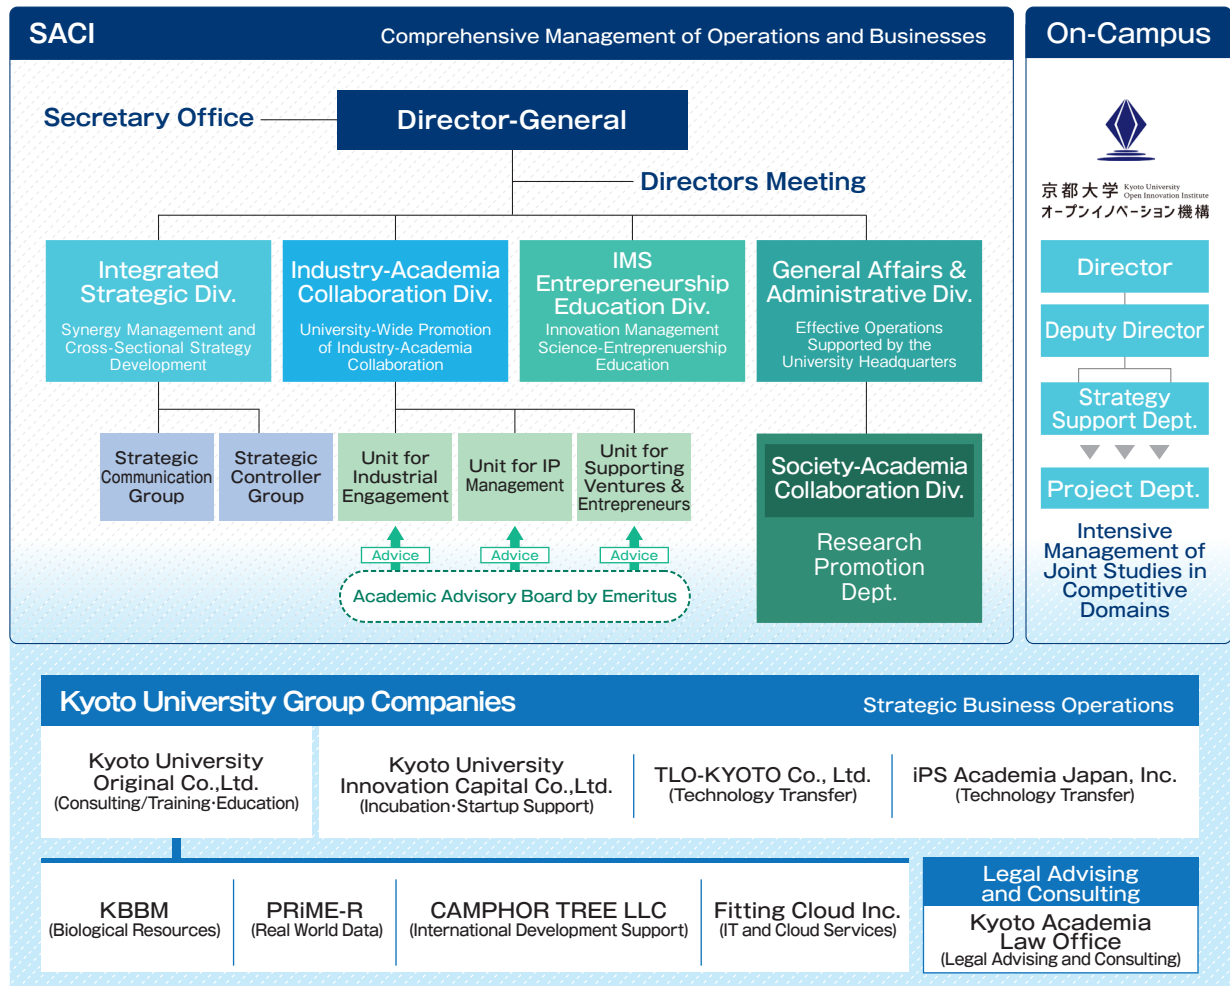 SACI
Comprehensive Management of Operations and Businesses
Secretary Office
Director-General
Directors Meeting
Integrated
Strategic Div.
Synergy Management and
Cross-Sectional Strategy
Development
Industry-Academia
Collaboration Div.
University-Wide Promotion
of Industry-Academia
Collaboration
IMS
Entrepreneurship
Education Div.
Innovation Management
Science-Entreprenuership
Education
General Affairs &
Administrative Div.
Effective Operations
Supported by the
University Headquarters
Strategic
Communication
Group
Strategic
Controller
Group
Unit for
Industrial
Engagement
Unit for IP
Management
Unit for
Supporting
Ventures &
Entrepreneurs
Advice
Advice
Advice
Academic Advisory Board by Emeritus
Society-Academia
Collaboration Div.
Research
Promotion
Dept.
On-Campus
京都大学 Kyoto University
Open Innovation Institute
オープンイノベーション機構
Director
Deputy Director
Strategy
Support Dept.
Project Dept.
Intensive
Management of
Joint Studies in
Competitive
Domains
Kyoto University Group Companies
Strategic Business Operations
Kyoto University
Original Co.,Ltd.
(Consulting/Training·Education)
Kyoto University
Innovation Capital Co.,Ltd.
(Incubation·Startup Support)
TLO-KYOTO Co., Ltd.
(Technology Transfer)
iPS Academia Japan, Inc.
(Technology Transfer)
KBBM
(Biological Resources)
PRiME-R
(Real World Data)
CAMPHOR TREE LLC
(International Development Support)
Fitting Cloud Inc.
(IT and Cloud Services)
Legal Advising
and Consulting
Kyoto Academia
Law Office
(Legal Advising and Consulting)